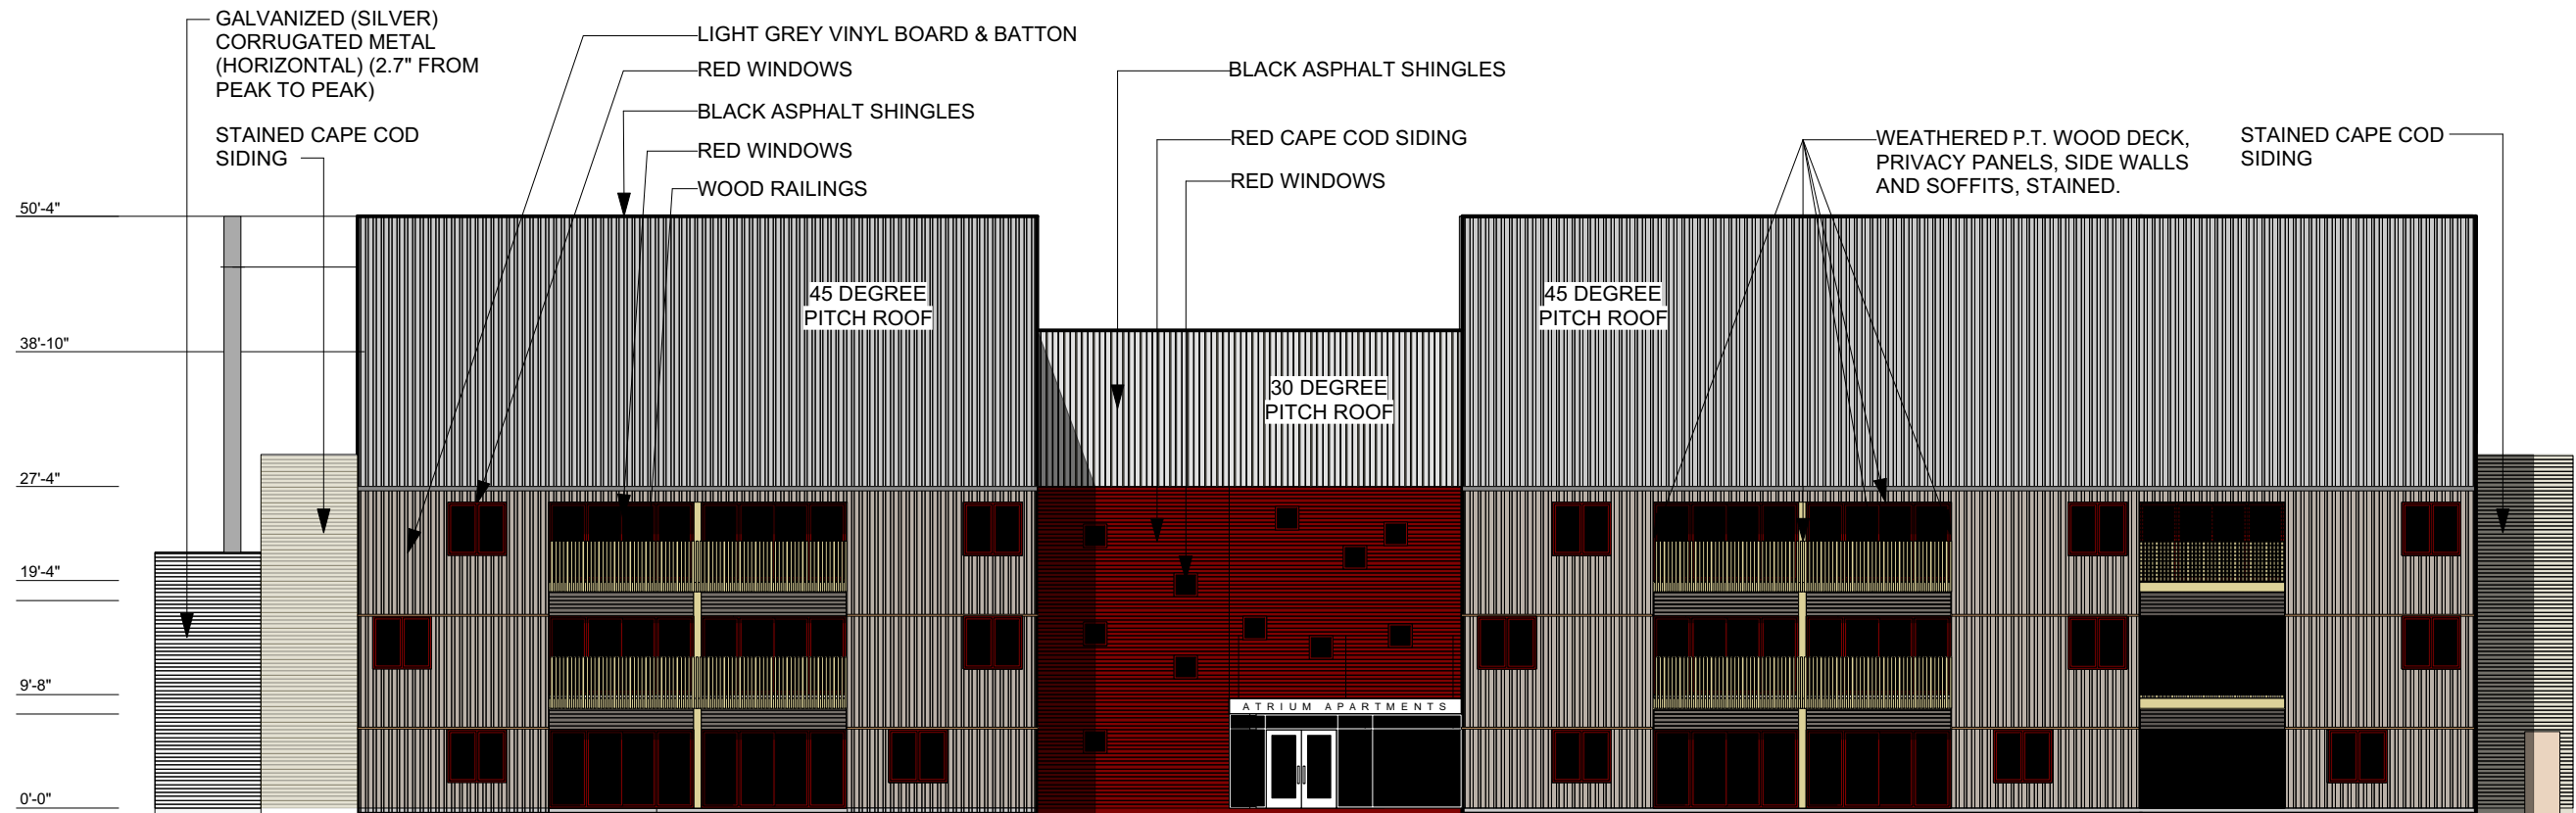 GALVANIZED (SILVER)
CORRUGATED METAL
(HORIZONTAL) (2.7" FROM
PEAK TO PEAK)
STAINED CAPE COD
SIDING
LIGHT GREY VINYL BOARD & BATTON
RED WINDOWS
BLACK ASPHALT SHINGLES
RED WINDOWS
WOOD RAILINGS
BLACK ASPHALT SHINGLES
RED CAPE COD SIDING
RED WINDOWS
WEATHERED P.T. WOOD DECK,
PRIVACY PANELS, SIDE WALLS
AND SOFFITS, STAINED.
STAINED CAPE COD
SIDING
50'-4"
38'-10"
27'-4"
19'-4"
9'-8"
0'-0"
45 DEGREE
PITCH ROOF
30 DEGREE
PITCH ROOF
45 DEGREE
PITCH ROOF
ATRIUM APARTMENTS